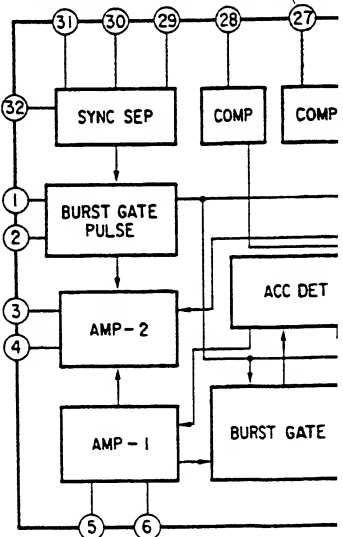 31 30 29 28 27
32 SYNC SEP COMP COMP
1 BURST GATE
2 PULSE
ACC DET
3 AMP-2
4
AMP-1 BURST GATE
5 6